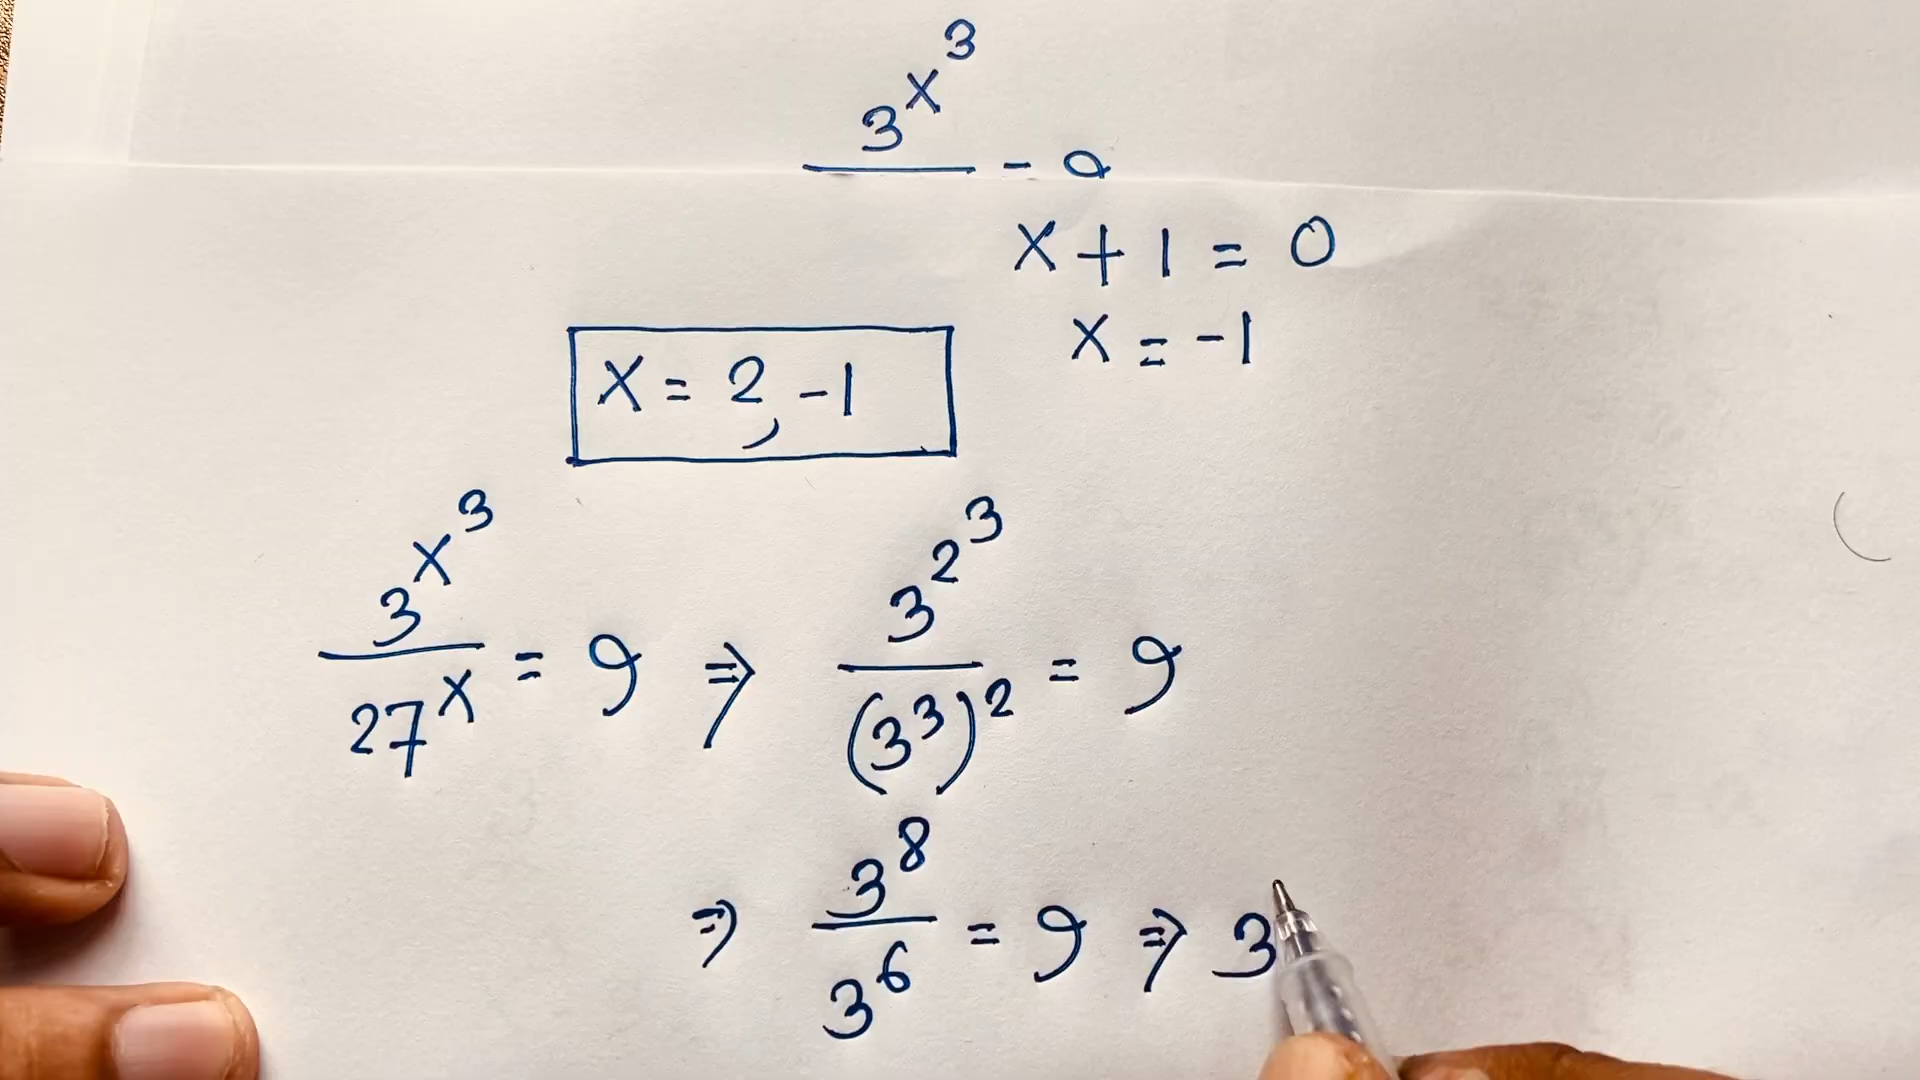 3^x^3
— = 9
x + 1 = 0
x = -1
x = 2, -1
3^x^3 / 27^x = 9 ⇒ 3^2^3 / (3^3)^2 = 9
⇒ 3^8 / 3^6 = 9 ⇒ 3